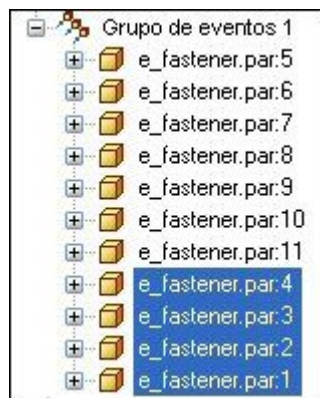 Grupo de eventos 1
e_fastener.par:5
e_fastener.par:6
e_fastener.par:7
e_fastener.par:8
e_fastener.par:9
e_fastener.par:10
e_fastener.par:11
e_fastener.par:4
e_fastener.par:3
e_fastener.par:2
e_fastener.par:1